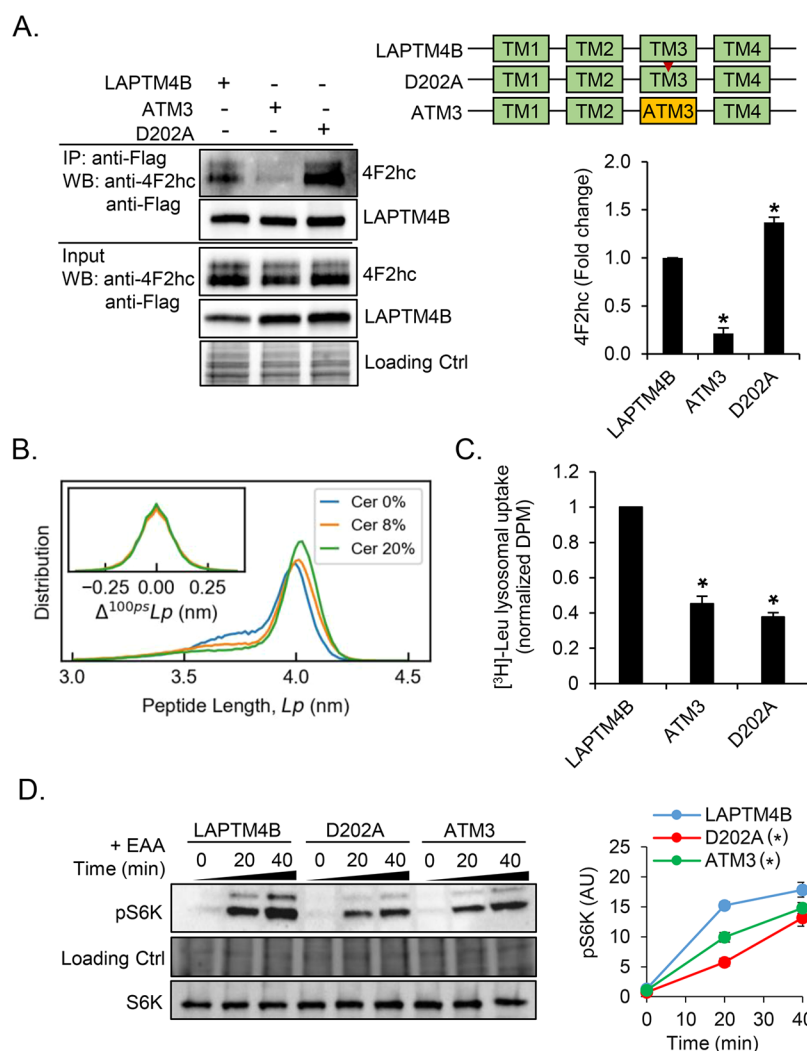 A.
LAPTM4B + - -
ATM3 - + -
D202A - - +
IP: anti-Flag
WB: anti-4F2hc
anti-Flag
4F2hc
LAPTM4B
Input
WB: anti-4F2hc
anti-Flag
4F2hc
LAPTM4B
Loading Ctrl
LAPTM4B TM1 TM2 TM3 TM4
D202A TM1 TM2 TM3 TM4
ATM3 TM1 TM2 ATM3 TM4
4F2hc (Fold change)
2.0
1.5
1.0
0.5
0.0
*
*
LAPTM4B ATM3 D202A
B.
Distribution
Cer 0%
Cer 8%
Cer 20%
−0.25 0.00 0.25
Δ¹⁰⁰ᵖˢLp (nm)
3.0 3.5 4.0 4.5
Peptide Length, Lp (nm)
C.
[³H]-Leu lysosomal uptake
(normalized DPM)
1.2
1
0.8
0.6
0.4
0.2
0
*
*
LAPTM4B ATM3 D202A
D.
LAPTM4B D202A ATM3
+ EAA
Time (min) 0 20 40 0 20 40 0 20 40
pS6K
Loading Ctrl
S6K
LAPTM4B
D202A (*)
ATM3 (*)
pS6K (AU)
25
20
15
10
5
0
0 10 20 30 40
Time (min)